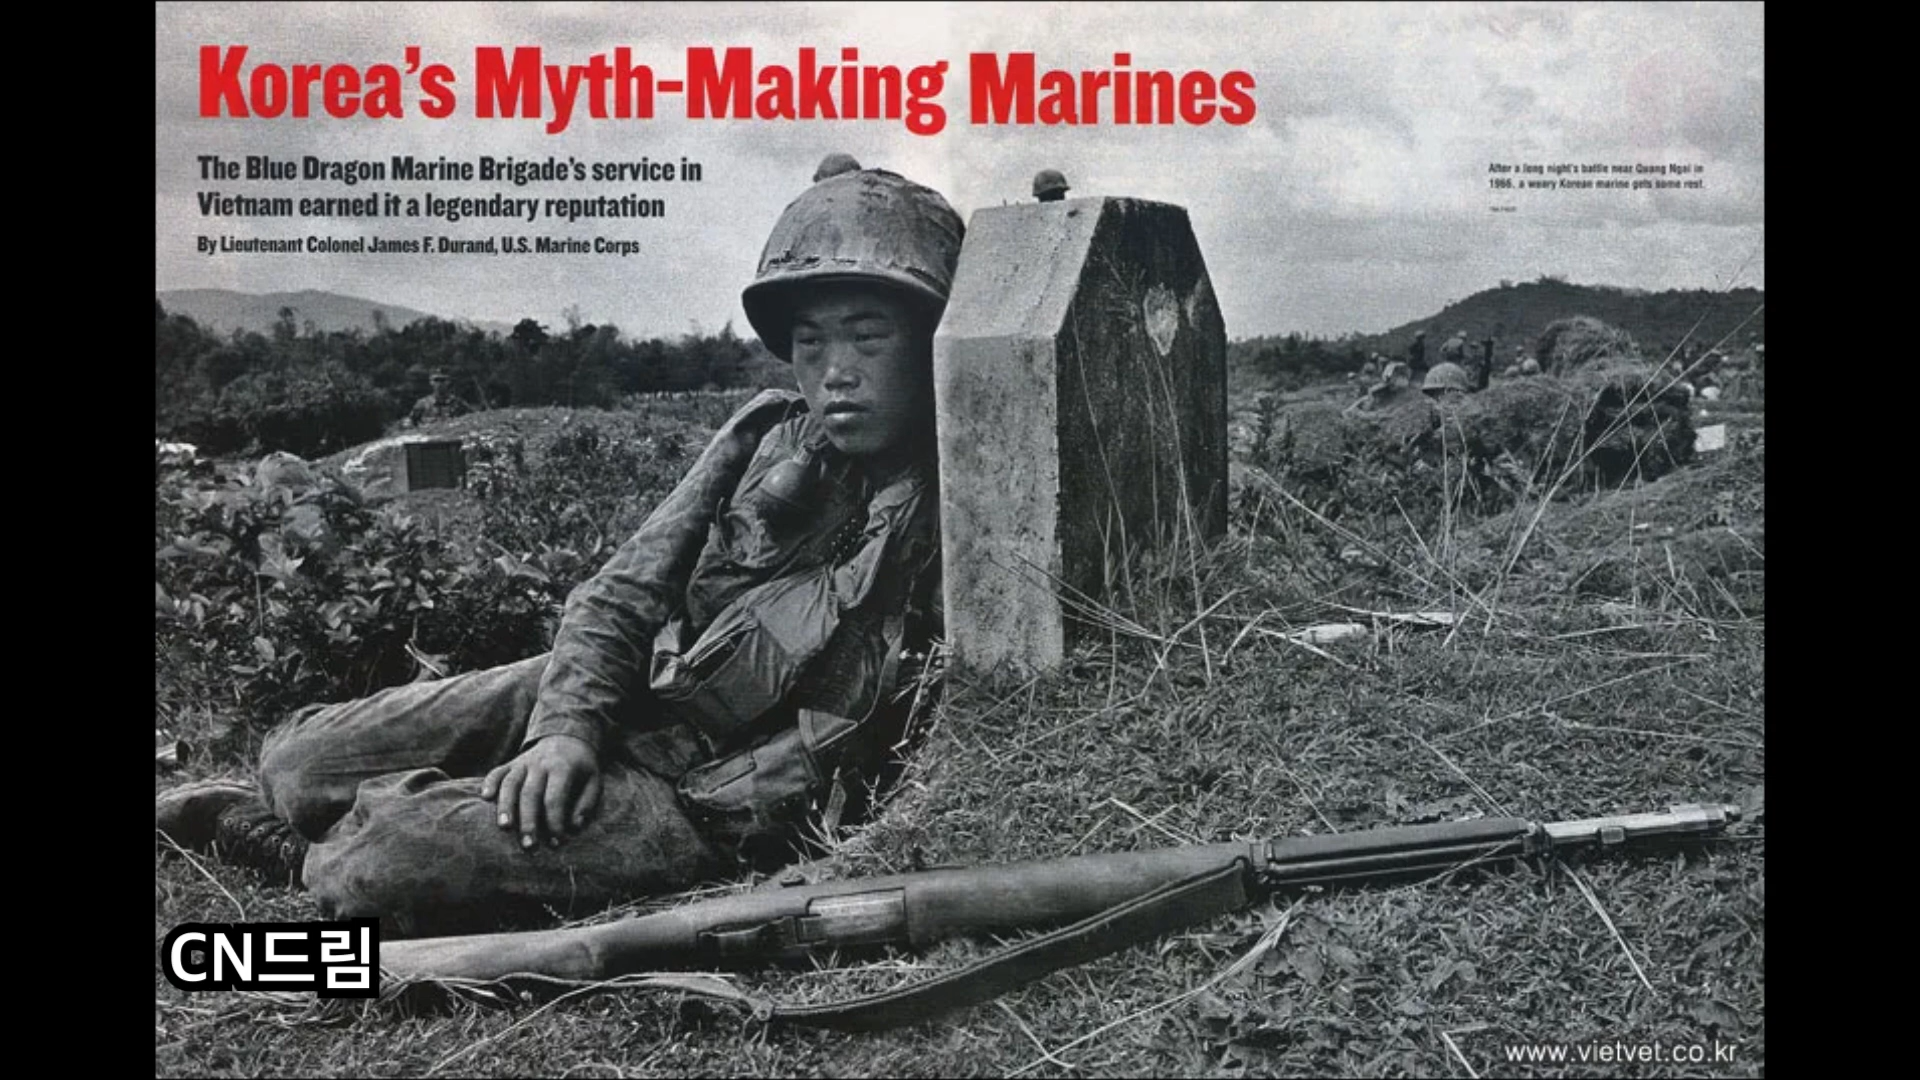 Korea's Myth-Making Marines
The Blue Dragon Marine Brigade's service in
Vietnam earned it a legendary reputation
By Lieutenant Colonel James F. Durand, U.S. Marine Corps
After a long night's battle near Quang Ngai in
1966, a weary Korean marine gets some rest.
CN드림
www.vietvet.co.kr